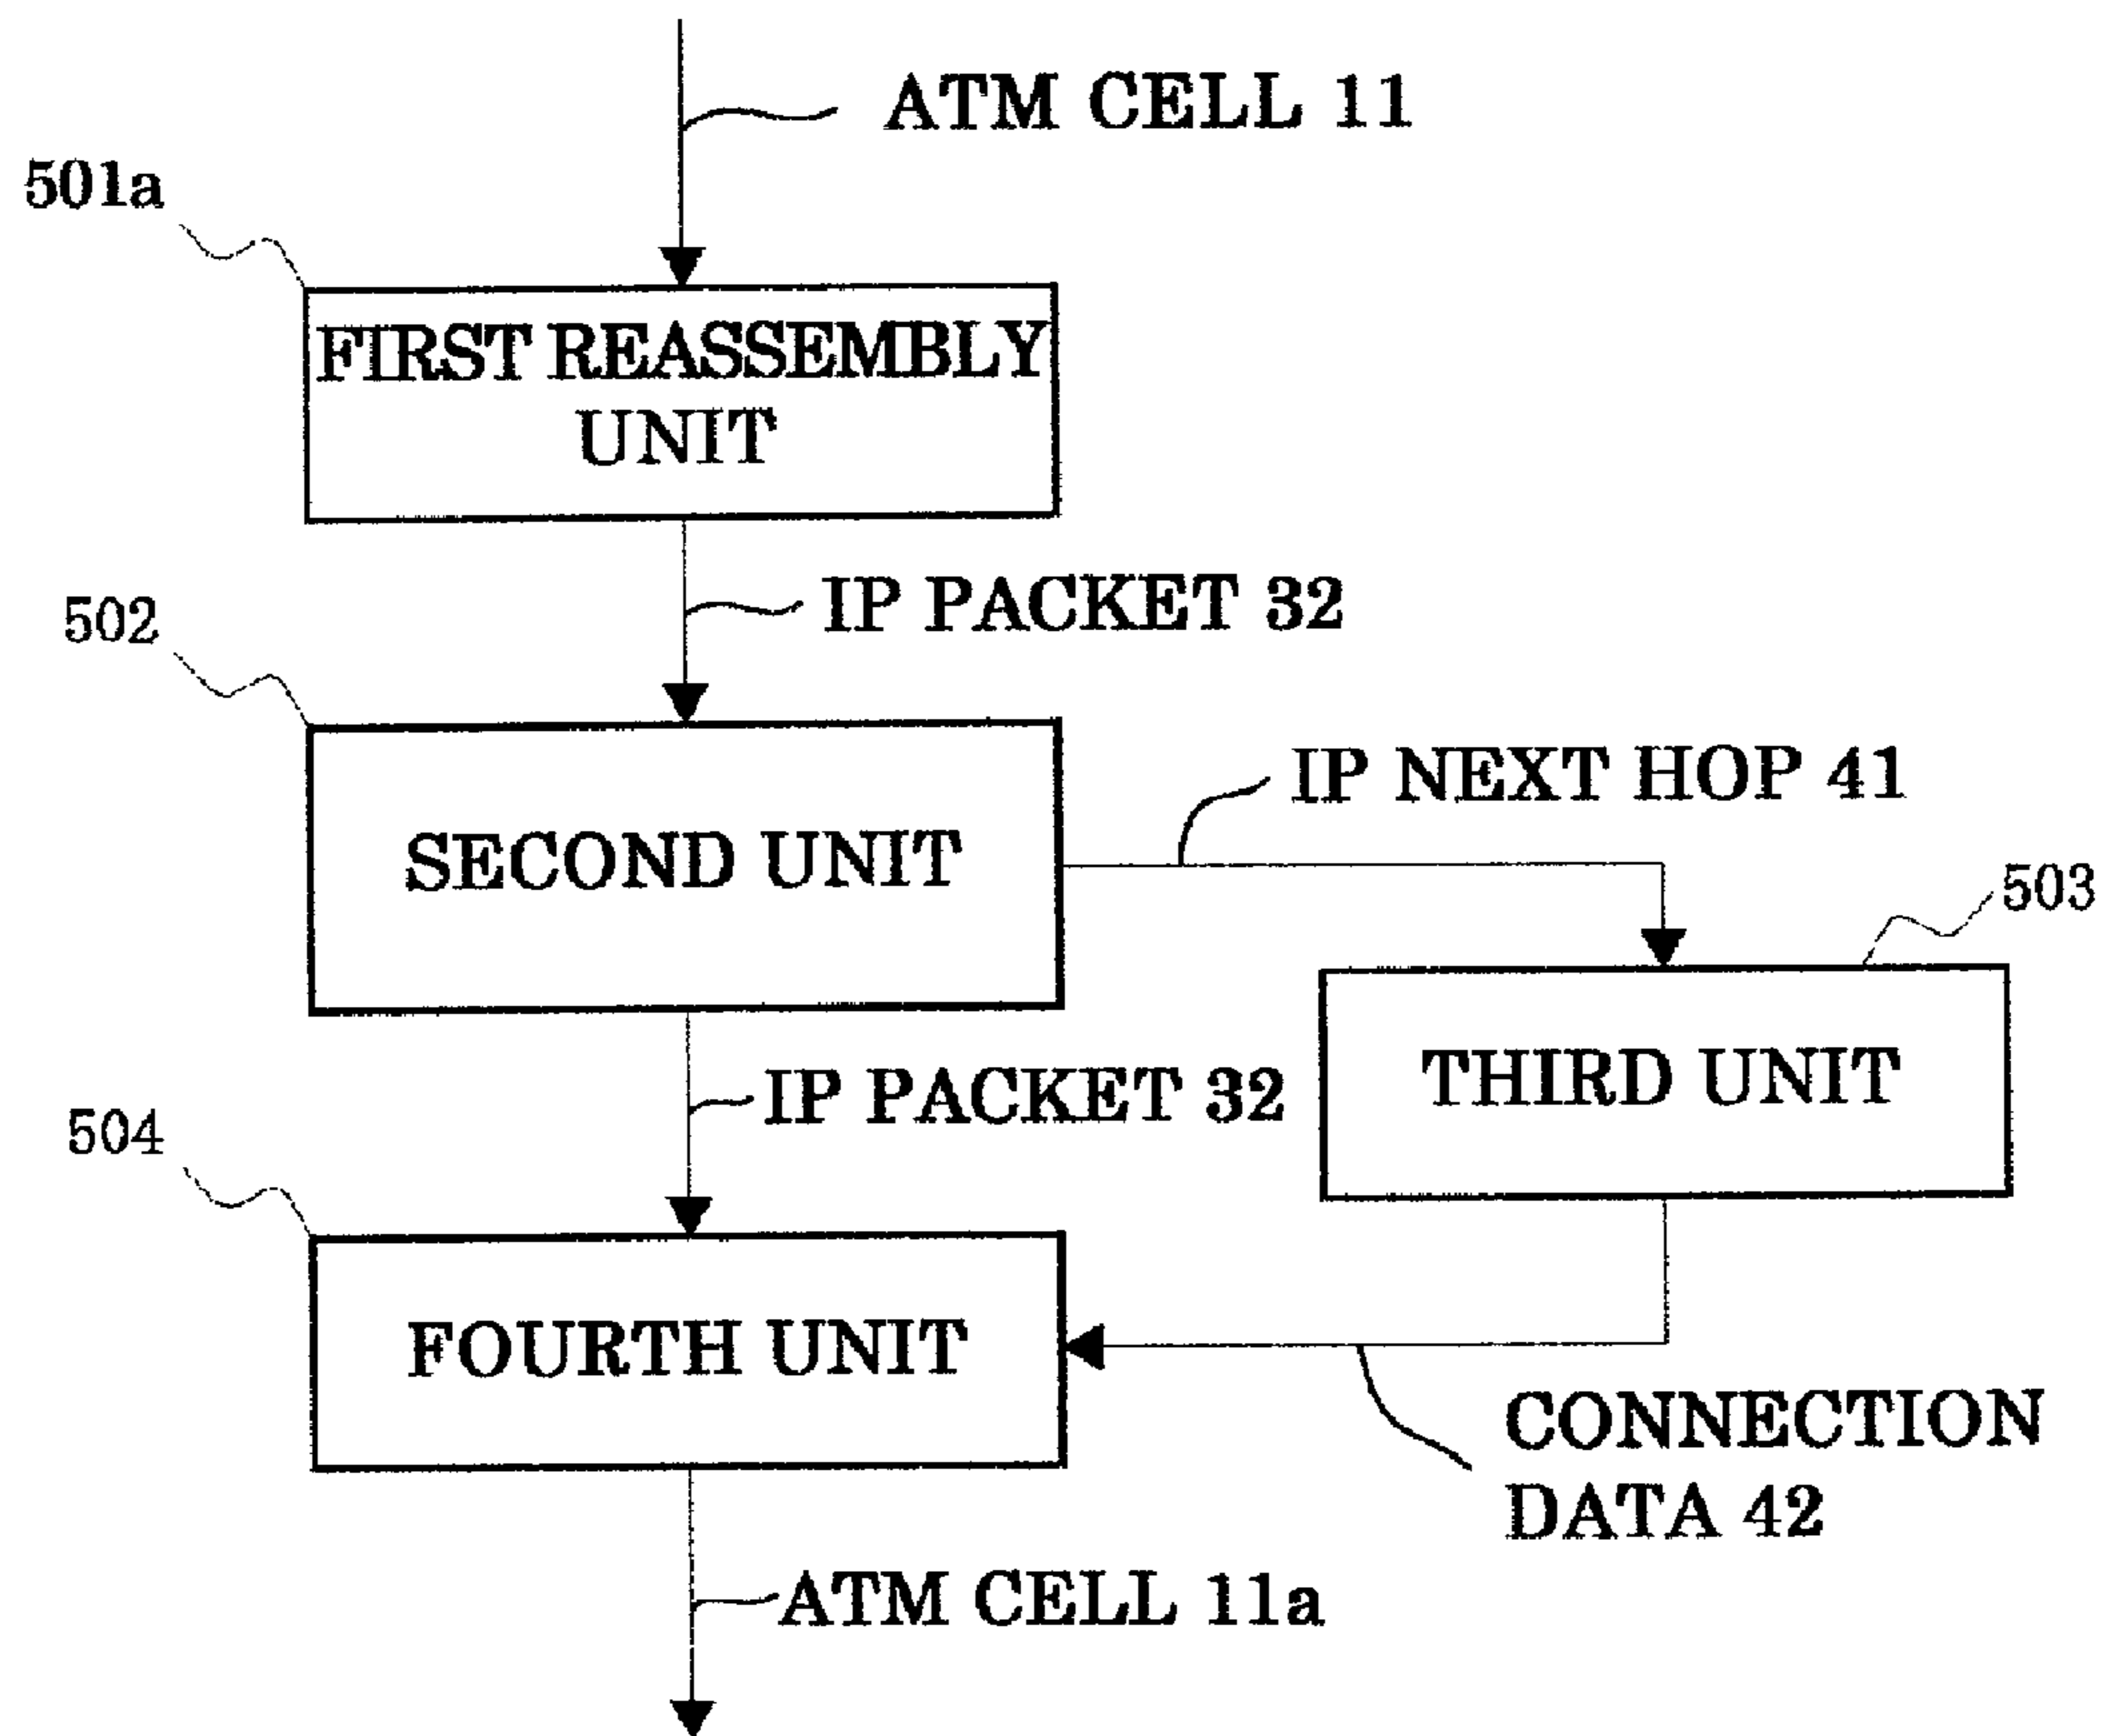 ATM CELL 11
501a
FIRST REASSEMBLY
UNIT
IP PACKET 32
502
IP NEXT HOP 41
SECOND UNIT
503
THIRD UNIT
IP PACKET 32
504
FOURTH UNIT
CONNECTION
DATA 42
ATM CELL 11a